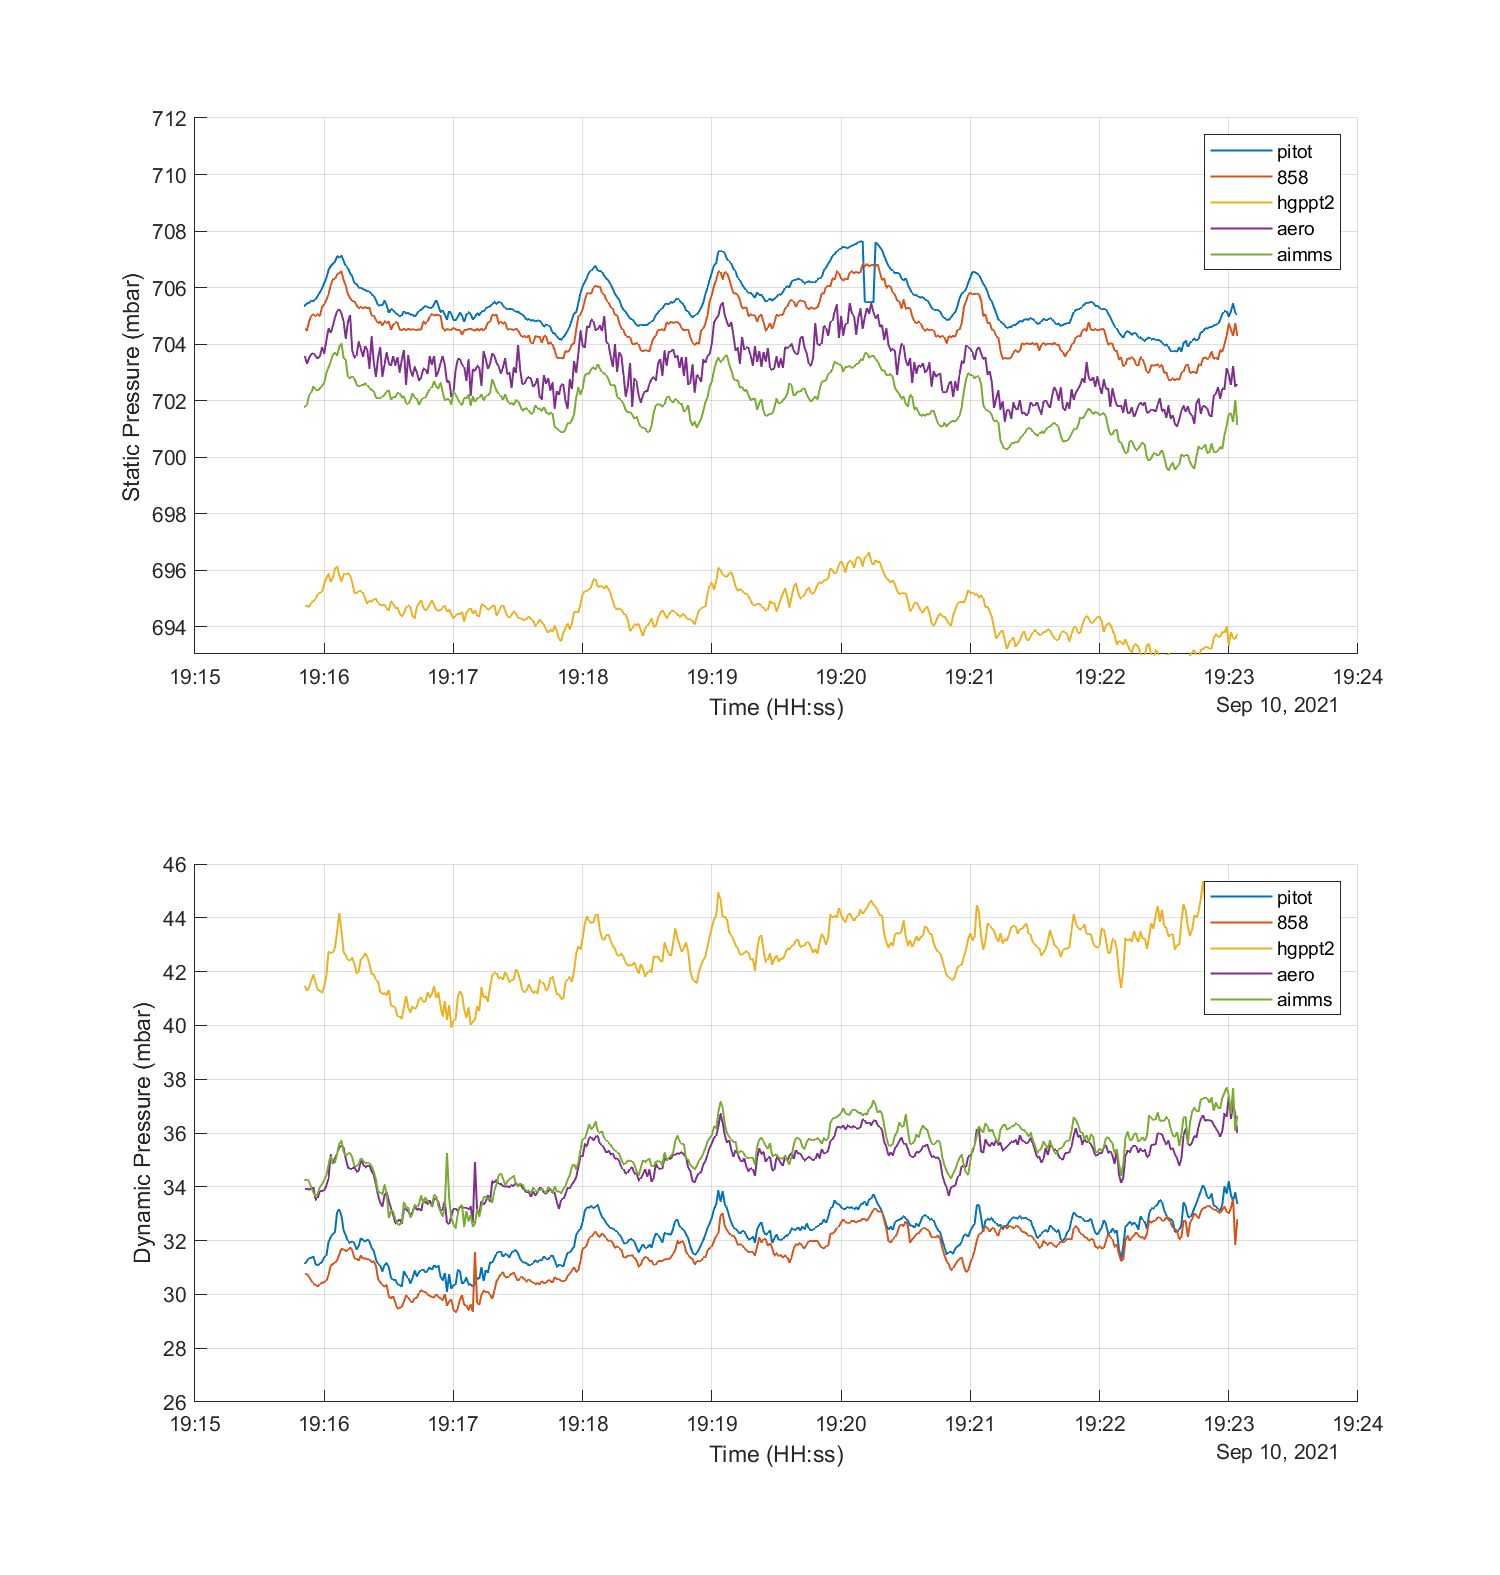 712
710
708
706
704
702
700
698
696
694
Static Pressure (mbar)
pitot
858
hgppt2
aero
aimms
19:15 19:16 19:17 19:18 19:19 19:20 19:21 19:22 19:23 19:24
Time (HH:ss)
Sep 10, 2021
46
44
42
40
38
36
34
32
30
28
26
Dynamic Pressure (mbar)
pitot
858
hgppt2
aero
aimms
19:15 19:16 19:17 19:18 19:19 19:20 19:21 19:22 19:23 19:24
Time (HH:ss)
Sep 10, 2021